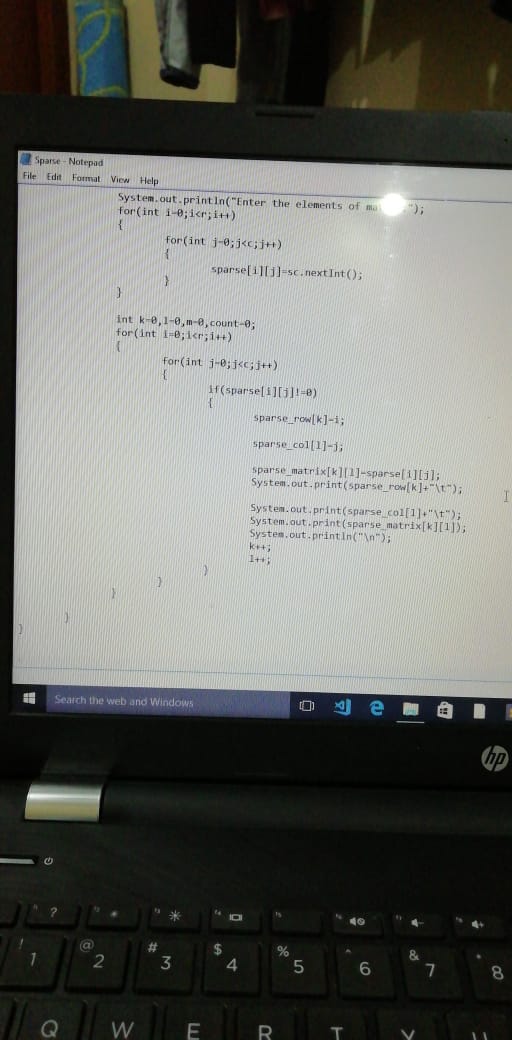 Sparse - Notepad
File Edit Format View Help
System.out.println("Enter the elements of ");
for(int i=0;i<r;i++)
{
for(int j=0;j<c;j++)
{
sparse[i][j]=sc.nextInt();
}
}
int k=0,l=0,m=0,count=0;
for(int i=0;i<r;i++)
{
for(int j=0;j<c;j++)
{
if(sparse[i][j]!=0)
{
sparse_row[k]=i;
sparse_col[l]=j;
sparse_matrix[k][l]=sparse[i][j];
System.out.print(sparse_row[k]+"\t");
System.out.print(sparse_col[l]+"\t");
System.out.print(sparse_matrix[k][l]);
System.out.println("\n");
k++;
l++;
}
}
}
}
}
Search the web and Windows
hp
?
! 1 @ 2 # 3 $ 4 % 5 ^ 6 & 7 * 8
Q W E R T